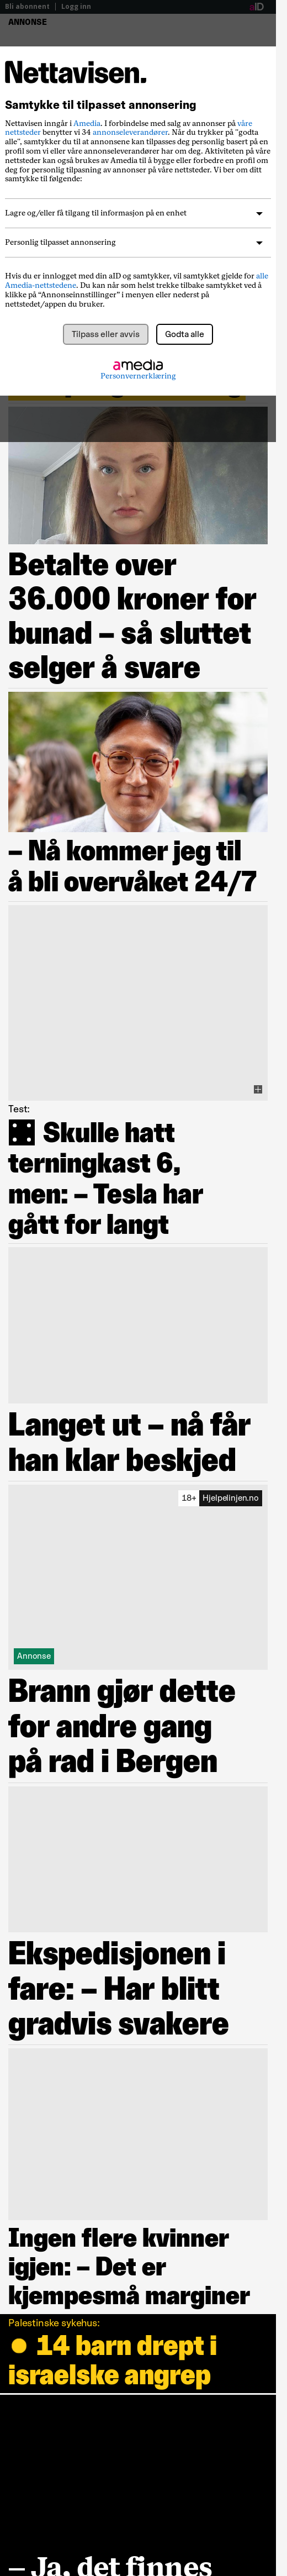 Bli abonnent | Logg inn
aID
ANNONSE
Nettavisen.
Samtykke til tilpasset annonsering
Nettavisen inngår i Amedia. I forbindelse med salg av annonser på våre
nettsteder benytter vi 34 annonseleverandører. Når du trykker på "godta
alle", samtykker du til at annonsene kan tilpasses deg personlig basert på en
profil som vi eller våre annonseleverandører har om deg. Aktiviteten på våre
nettsteder kan også brukes av Amedia til å bygge eller forbedre en profil om
deg for personlig tilpasning av annonser på våre nettsteder. Vi ber om ditt
samtykke til følgende:
Lagre og/eller få tilgang til informasjon på en enhet
Personlig tilpasset annonsering
Hvis du er innlogget med din aID og samtykker, vil samtykket gjelde for alle
Amedia-nettstedene. Du kan når som helst trekke tilbake samtykket ved å
klikke på “Annonseinnstillinger” i menyen eller nederst på
nettstedet/appen du bruker.
Tilpass eller avvis
Godta alle
amedia
Personvernerklæring
Betalte over
36.000 kroner for
bunad – så sluttet
selger å svare
– Nå kommer jeg til
å bli overvåket 24/7
Test:
Skulle hatt
terningkast 6,
men: – Tesla har
gått for langt
Langet ut – nå får
han klar beskjed
18+ Hjelpelinjen.no
Annonse
Brann gjør dette
for andre gang
på rad i Bergen
Ekspedisjonen i
fare: – Har blitt
gradvis svakere
Ingen flere kvinner
igjen: – Det er
kjempesmå marginer
Palestinske sykehus:
14 barn drept i
israelske angrep
– Ja, det finnes